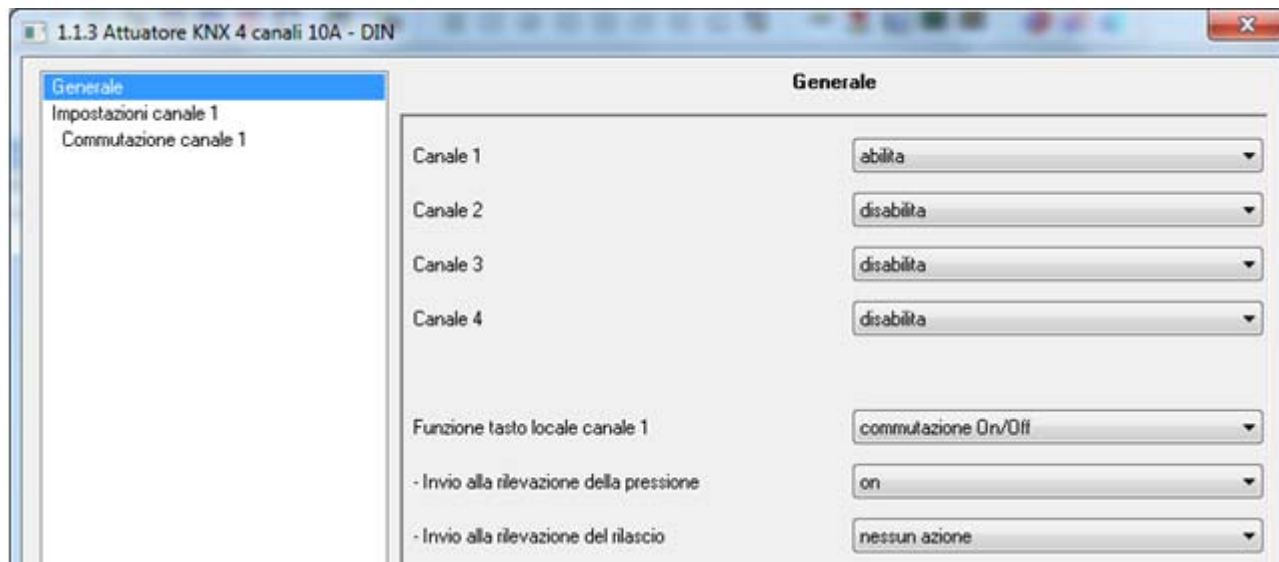 1.1.3 Attuatore KNX 4 canali 10A - DIN
Generale
Impostazioni canale 1
Commutazione canale 1
Generale
Canale 1 abilita
Canale 2 disabilita
Canale 3 disabilita
Canale 4 disabilita
Funzione tasto locale canale 1 commutazione On/Off
- Invio alla rilevazione della pressione on
- Invio alla rilevazione del rilascio nessun azione